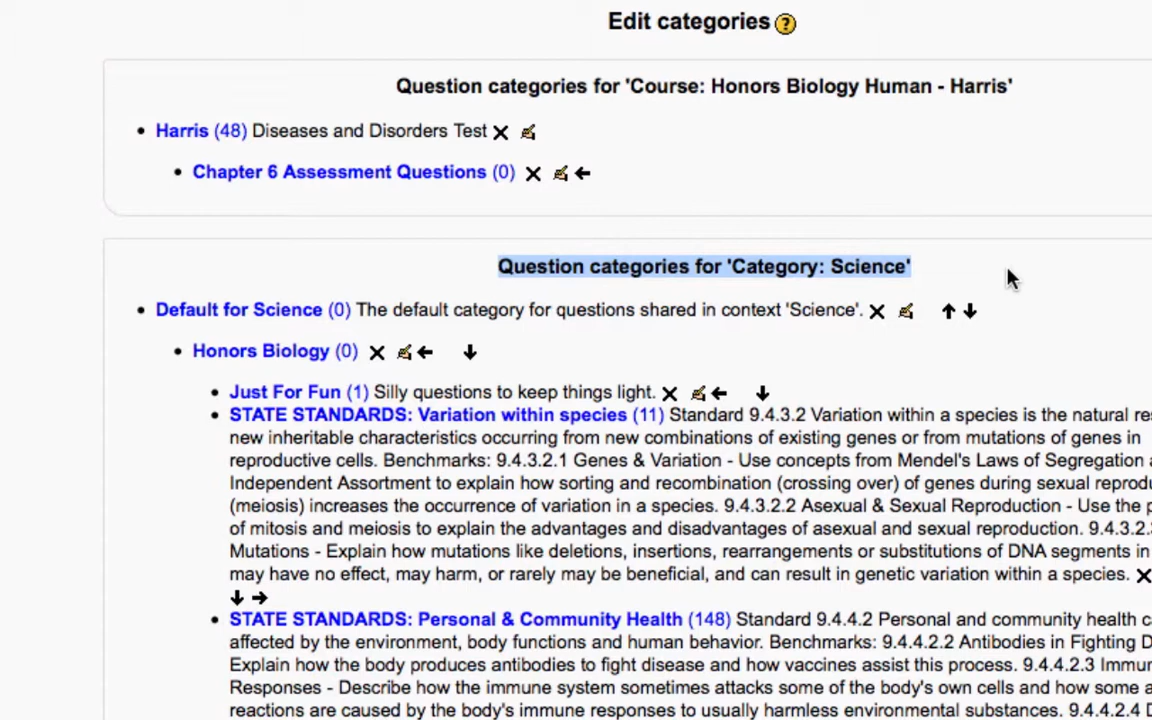 Edit categories
Question categories for 'Course: Honors Biology Human - Harris'
Harris (48) Diseases and Disorders Test
Chapter 6 Assessment Questions (0)
Question categories for 'Category: Science'
Default for Science (0) The default category for questions shared in context 'Science'.
Honors Biology (0)
Just For Fun (1) Silly questions to keep things light.
STATE STANDARDS: Variation within species (11) Standard 9.4.3.2 Variation within a species is the natural
new inheritable characteristics occurring from new combinations of existing genes or from mutations of genes in
reproductive cells. Benchmarks: 9.4.3.2.1 Genes & Variation - Use concepts from Mendel's Laws of Segregation
Independent Assortment to explain how sorting and recombination (crossing over) of genes during sexual
(meiosis) increases the occurrence of variation in a species. 9.4.3.2.2 Asexual & Sexual Reproduction - Use the
of mitosis and meiosis to explain the advantages and disadvantages of asexual and sexual reproduction.
Mutations - Explain how mutations like deletions, insertions, rearrangements or substitutions of DNA segments in
may have no effect, may harm, or rarely may be beneficial, and can result in genetic variation within a species.
STATE STANDARDS: Personal & Community Health (148) Standard 9.4.4.2 Personal and community health
affected by the environment, body functions and human behavior. Benchmarks: 9.4.4.2.2 Antibodies in Fighting
Explain how the body produces antibodies to fight disease and how vaccines assist this process. 9.4.4.2.3
Responses - Describe how the immune system sometimes attacks some of the body's own cells and how some
reactions are caused by the body's immune responses to usually harmless environmental substances. 9.4.4.2.4